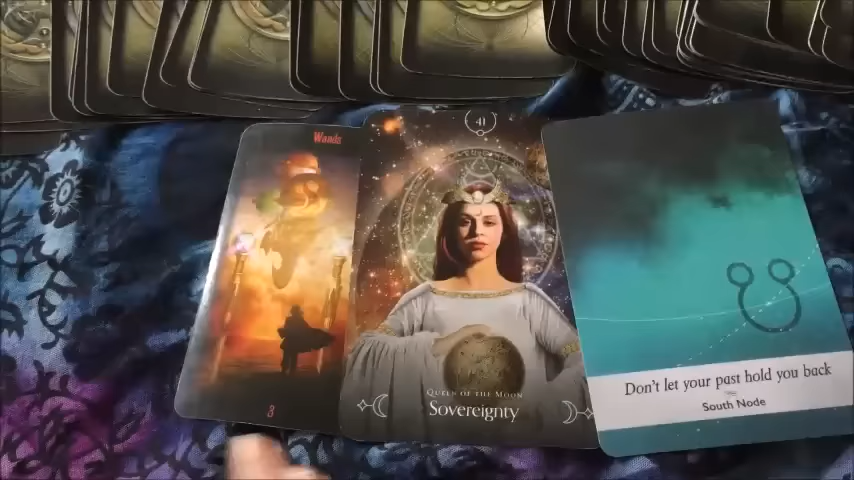 Wands
3
41
Queen of the Moon
Sovereignty
Don't let your past hold you back
South Node